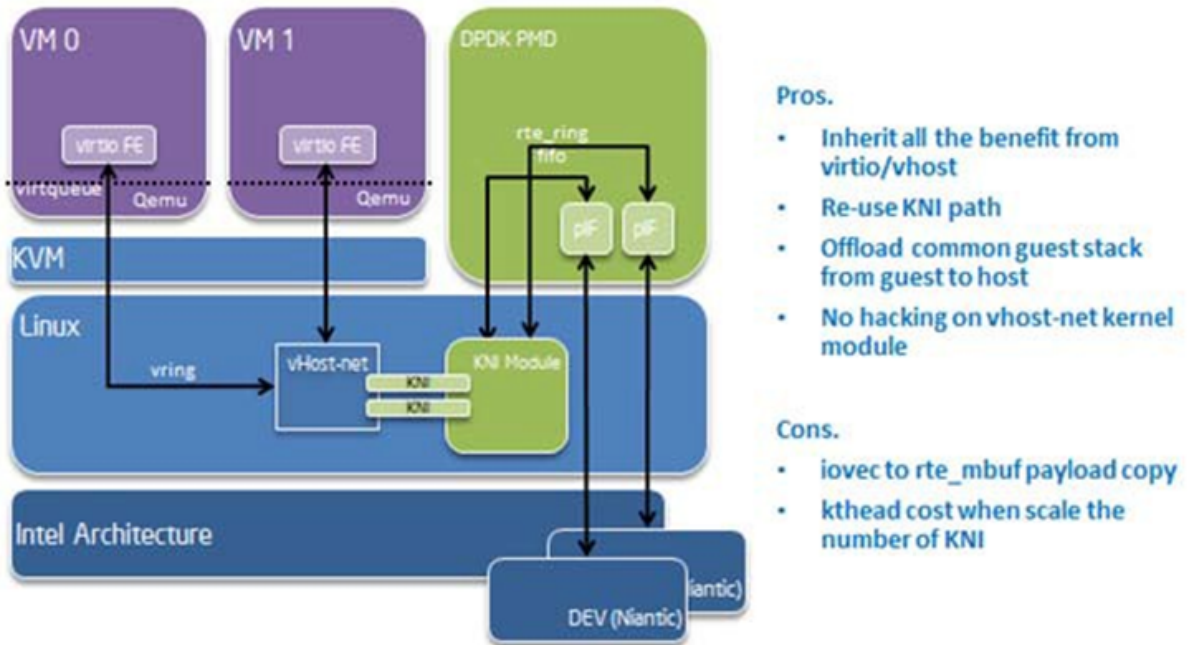 VM 0
VM 1
DPDK PMD
virtio FE
virtio FE
rte_ring
fifo
virtqueue
Qemu
Qemu
pIF
pIF
KVM
Linux
vHost-net
KNI Module
vring
KNI
KNI
Intel Architecture
iantic)
DEV (Niantic)
Pros.
• Inherit all the benefit from
virtio/vhost
• Re-use KNI path
• Offload common guest stack
from guest to host
• No hacking on vhost-net kernel
module
Cons.
• iovec to rte_mbuf payload copy
• kthead cost when scale the
number of KNI